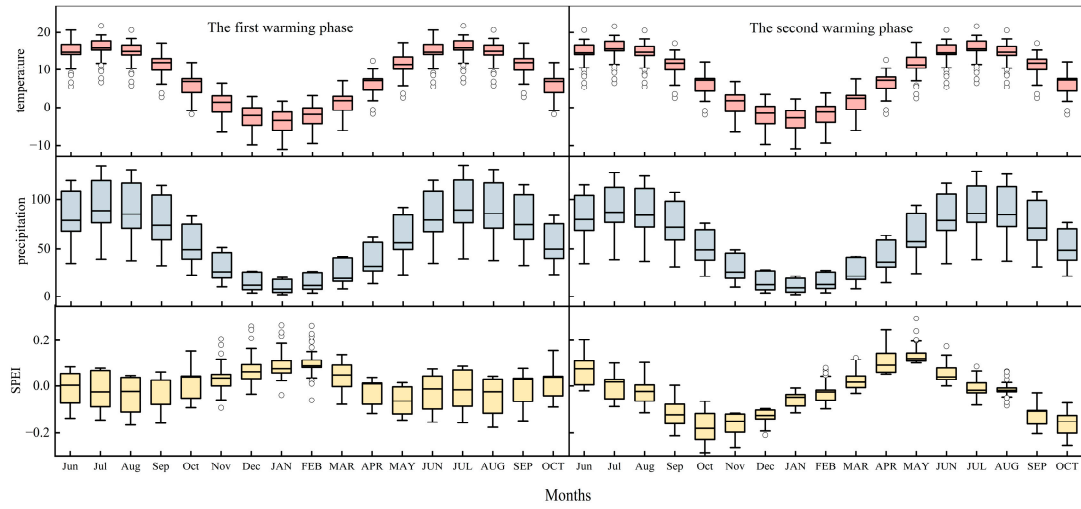 The first warming phase
The second warming phase
temperature
20
10
0
−10
precipitation
100
50
0
SPEI
0.2
0.0
−0.2
Jun Jul Aug Sep Oct Nov Dec JAN FEB MAR APR MAY JUN JUL AUG SEP OCT
Jun Jul Aug Sep Oct Nov Dec JAN FEB MAR APR MAY JUN JUL AUG SEP OCT
Months